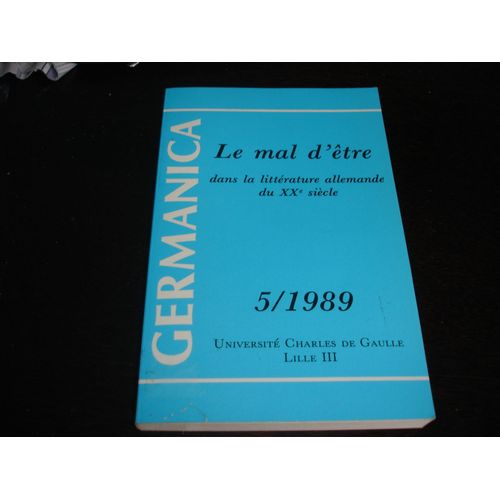 GERMANICA
Le mal d'être
dans la littérature allemande
du XXe siècle
5/1989
UNIVERSITÉ CHARLES DE GAULLE
LILLE III